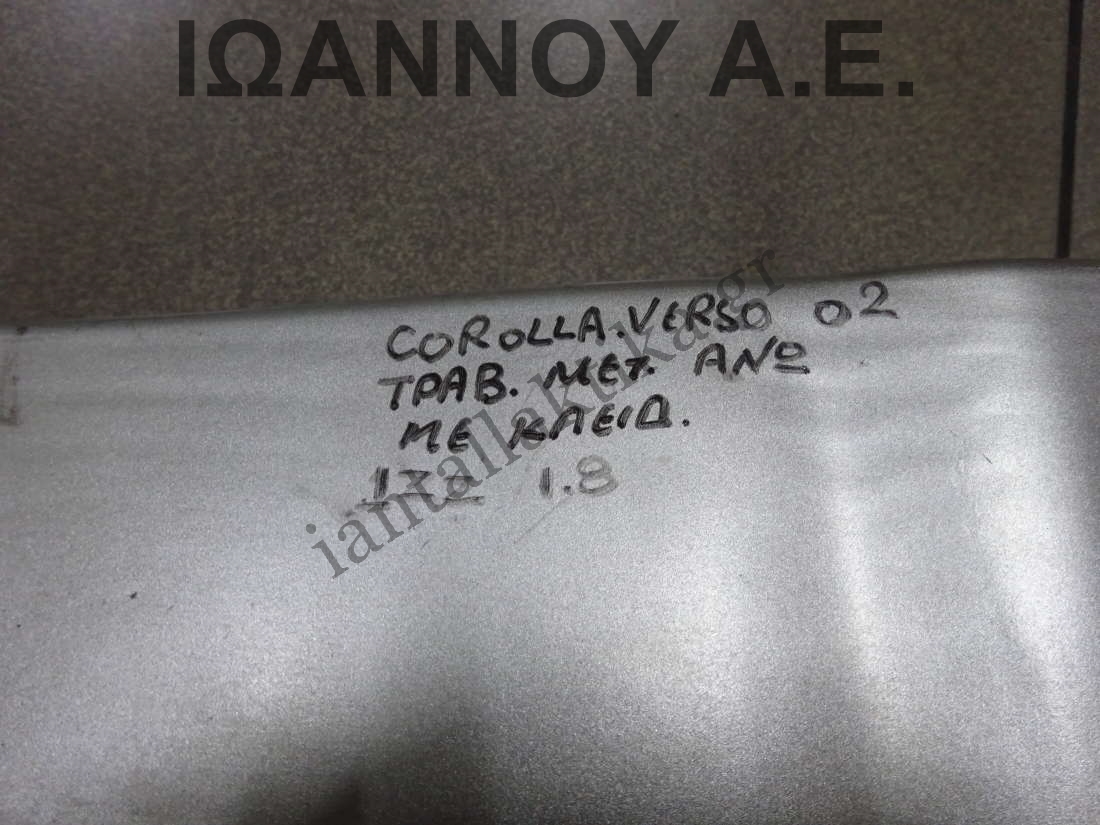 ΙΩΑΝΝΟΥ Α.Ε.
COROLLA.VERSO 02
ΤΡΑΒ. ΜΕΤ. ΑΝΩ
ΜΕ ΚΛΕΙΔ.
1.8
iantallaktika.gr